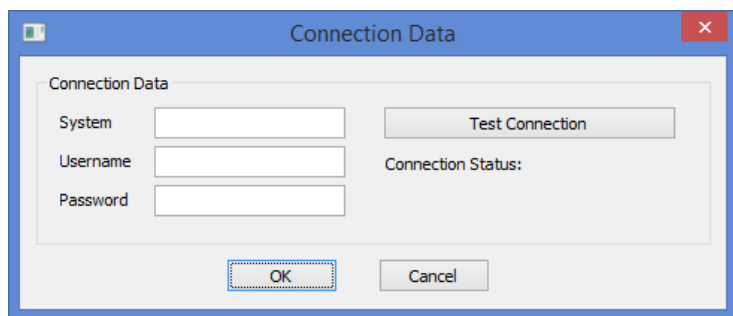 Connection Data
Connection Data
System
Test Connection
Username
Connection Status:
Password
OK
Cancel